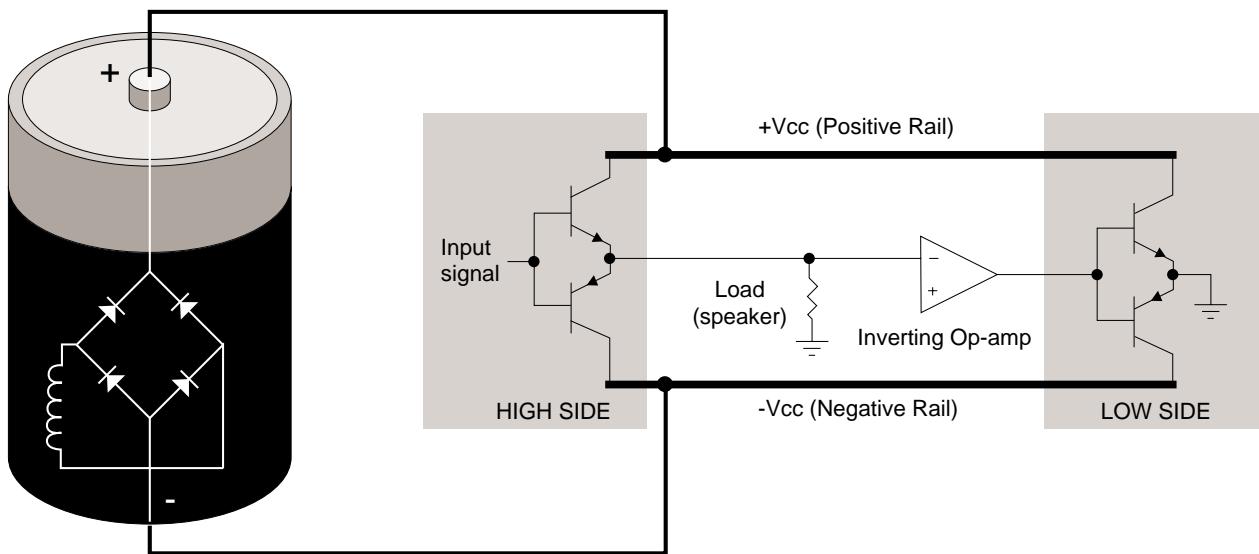 +
+Vcc (Positive Rail)
Input
signal
Load
(speaker)
−
+
Inverting Op-amp
HIGH SIDE
-Vcc (Negative Rail)
LOW SIDE
-